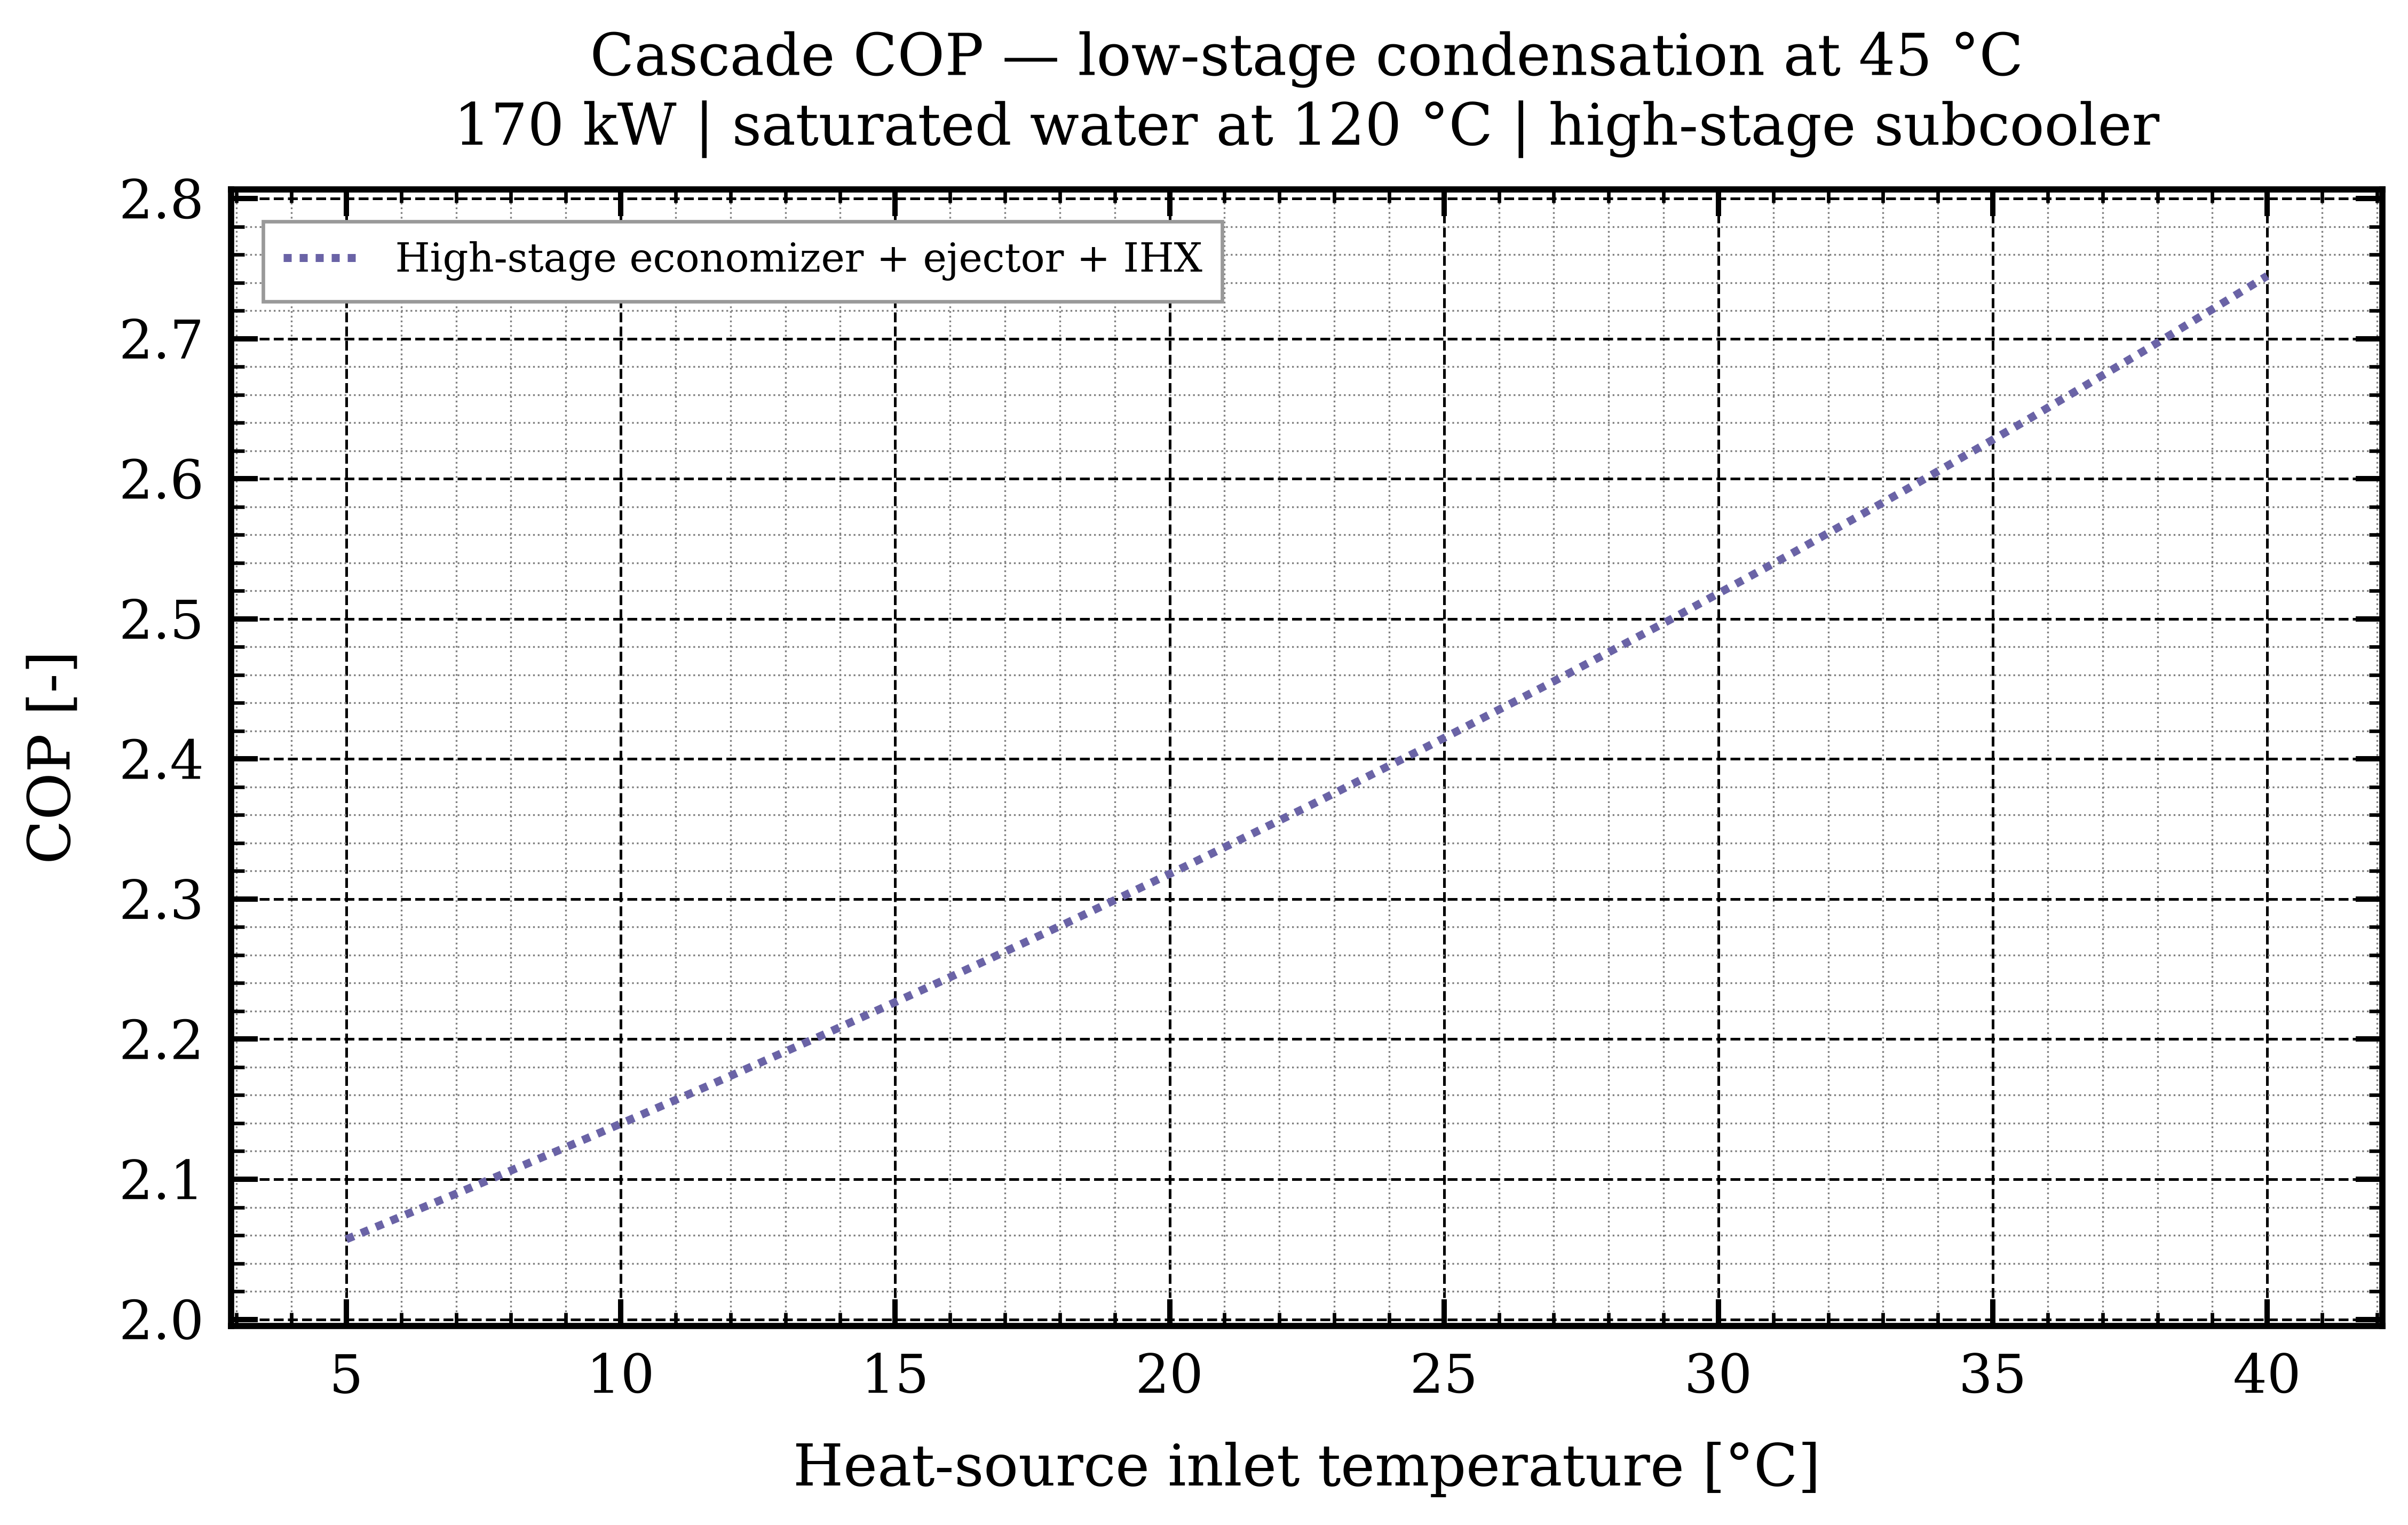 Cascade COP — low-stage condensation at 45 °C
170 kW | saturated water at 120 °C | high-stage subcooler
High-stage economizer + ejector + IHX
COP [-]
2.8
2.7
2.6
2.5
2.4
2.3
2.2
2.1
2.0
5 10 15 20 25 30 35 40
Heat-source inlet temperature [°C]